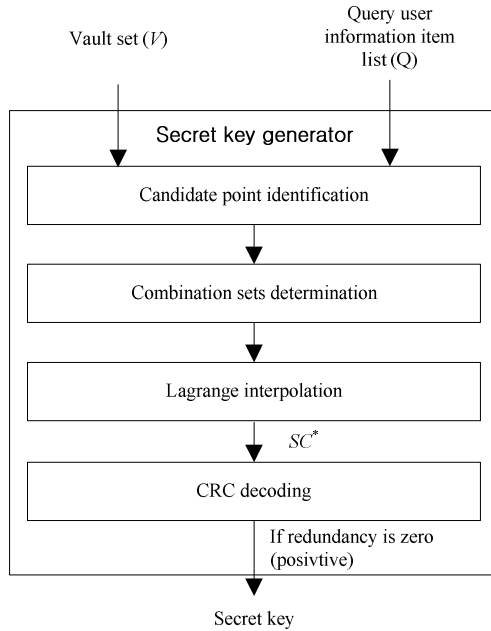 Vault set (V)
Query user
information item
list (Q)
Secret key generator
Candidate point identification
Combination sets determination
Lagrange interpolation
SC*
CRC decoding
If redundancy is zero
(posivtive)
Secret key